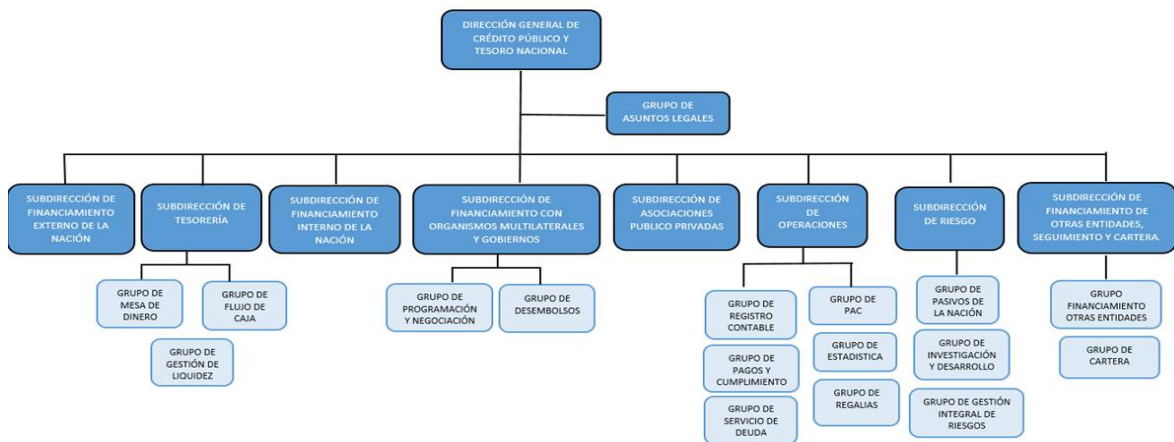 DIRECCIÓN GENERAL DE
CRÉDITO PÚBLICO Y
TESORO NACIONAL
GRUPO DE
ASUNTOS LEGALES
SUBDIRECCIÓN DE
FINANCIAMIENTO
EXTERNO DE LA
NACIÓN
SUBDIRECCIÓN DE
TESORERÍA
SUBDIRECCIÓN DE
FINANCIAMIENTO
INTERNO DE LA
NACIÓN
SUBDIRECCIÓN DE
FINANCIAMIENTO CON
ORGANISMOS MULTILATERALES
Y GOBIERNOS
SUBDIRECCIÓN DE
ASOCIACIONES
PUBLICO PRIVADAS
SUBDIRECCIÓN
DE
OPERACIONES
SUBDIRECCIÓN
DE RIESGO
SUBDIRECCIÓN DE
FINANCIAMIENTO DE
OTRAS ENTIDADES,
SEGUIMIENTO Y CARTERA.
GRUPO DE
MESA DE
DINERO
GRUPO DE
FLUJO DE
CAJA
GRUPO DE
GESTIÓN DE
LIQUIDEZ
GRUPO DE
PROGRAMACIÓN
Y NEGOCIACIÓN
GRUPO DE
DESEMBOLSOS
GRUPO DE
REGISTRO
CONTABLE
GRUPO
PAC
GRUPO DE
PAGOS Y
CUMPLIMIENTO
GRUPO DE
ESTADISTICA
GRUPO DE
SERVICIO DE
DEUDA
GRUPO DE
REGALIAS
GRUPO DE
PASIVOS DE
LA NACIÓN
GRUPO DE
INVESTIGACIÓN
Y DESARROLLO
GRUPO DE GESTIÓN
INTEGRAL DE
RIESGOS
GRUPO
FINANCIAMIENTO
OTRAS ENTIDADES
GRUPO DE
CARTERA